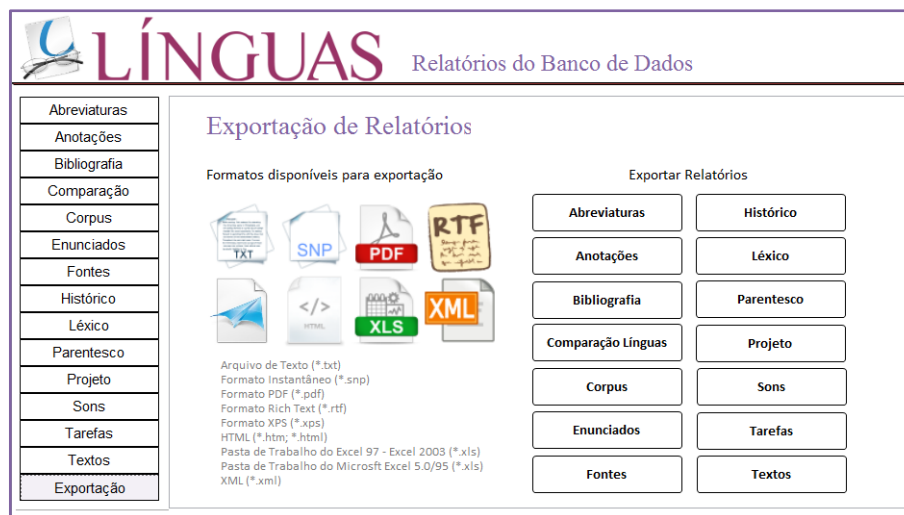 LÍNGUAS Relatórios do Banco de Dados
Abreviaturas
Anotações
Bibliografia
Comparação
Corpus
Enunciados
Fontes
Histórico
Léxico
Parentesco
Projeto
Sons
Tarefas
Textos
Exportação
Exportação de Relatórios
Formatos disponíveis para exportação
TXT SNP PDF RTF
</> HTML XLS XML
Arquivo de Texto (*.txt)
Formato Instantâneo (*.snp)
Formato PDF (*.pdf)
Formato Rich Text (*.rtf)
Formato XPS (*.xps)
HTML (*.htm; *.html)
Pasta de Trabalho do Excel 97 - Excel 2003 (*.xls)
Pasta de Trabalho do Microsft Excel 5.0/95 (*.xls)
XML (*.xml)
Exportar Relatórios
Abreviaturas Histórico
Anotações Léxico
Bibliografia Parentesco
Comparação Línguas Projeto
Corpus Sons
Enunciados Tarefas
Fontes Textos